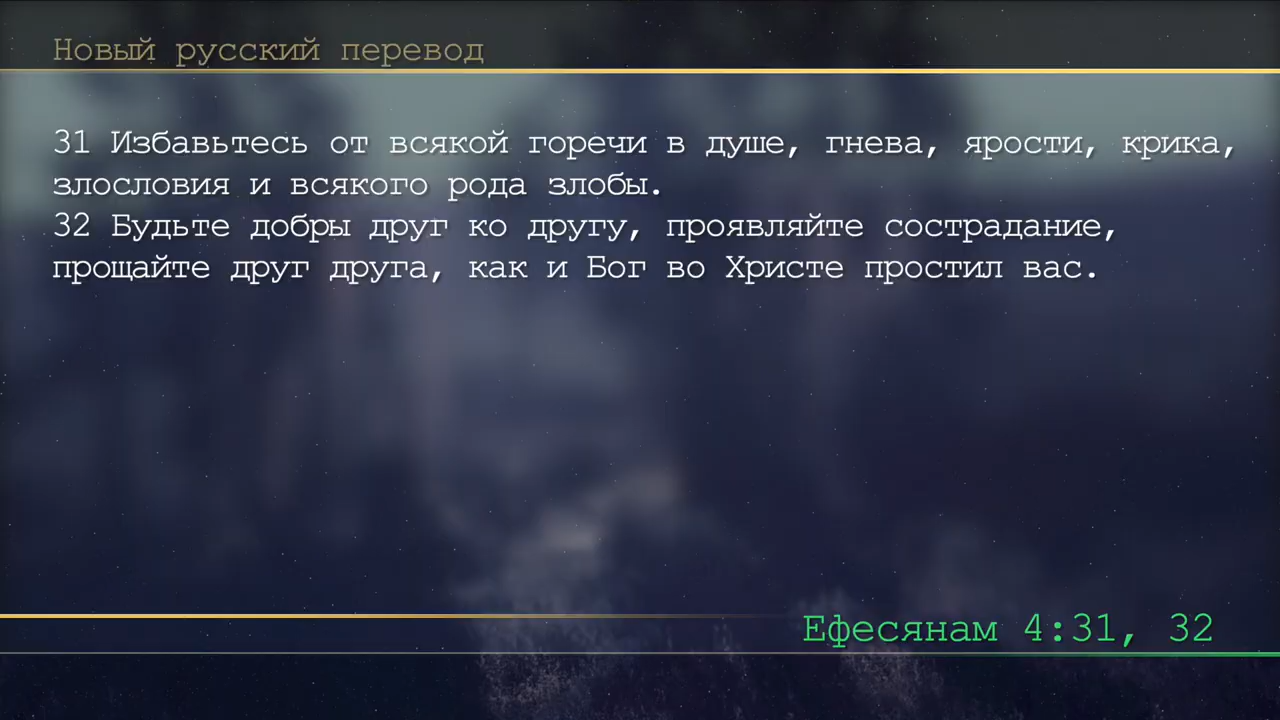 Новый русский перевод
31 Избавьтесь от всякой горечи в душе, гнева, ярости, крика,
злословия и всякого рода злобы.
32 Будьте добры друг ко другу, проявляйте сострадание,
прощайте друг друга, как и Бог во Христе простил вас.
Ефесянам 4:31, 32